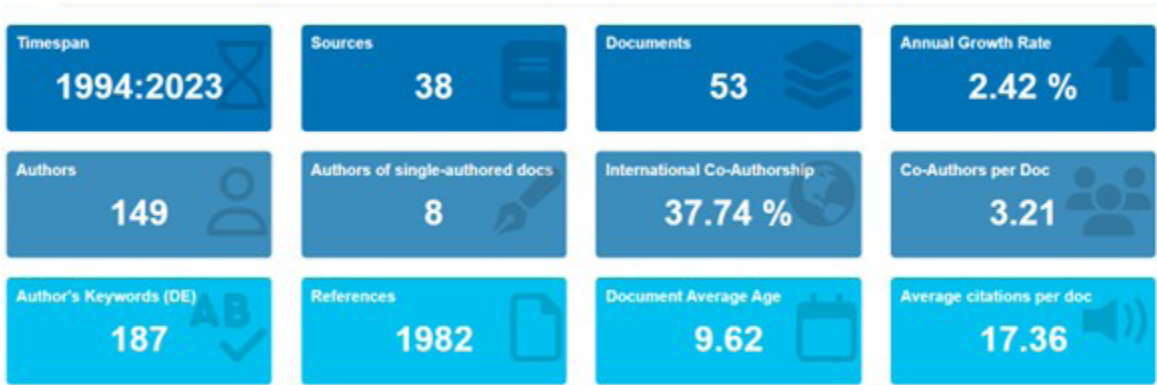 Timespan
1994:2023
Sources
38
Documents
53
Annual Growth Rate
2.42 %
Authors
149
Authors of single-authored docs
8
International Co-Authorship
37.74 %
Co-Authors per Doc
3.21
Author's Keywords (DE)
AB
187
References
1982
Document Average Age
9.62
Average citations per doc
17.36